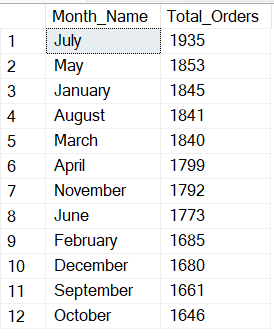 Month_Name Total_Orders
1 July 1935
2 May 1853
3 January 1845
4 August 1841
5 March 1840
6 April 1799
7 November 1792
8 June 1773
9 February 1685
10 December 1680
11 September 1661
12 October 1646